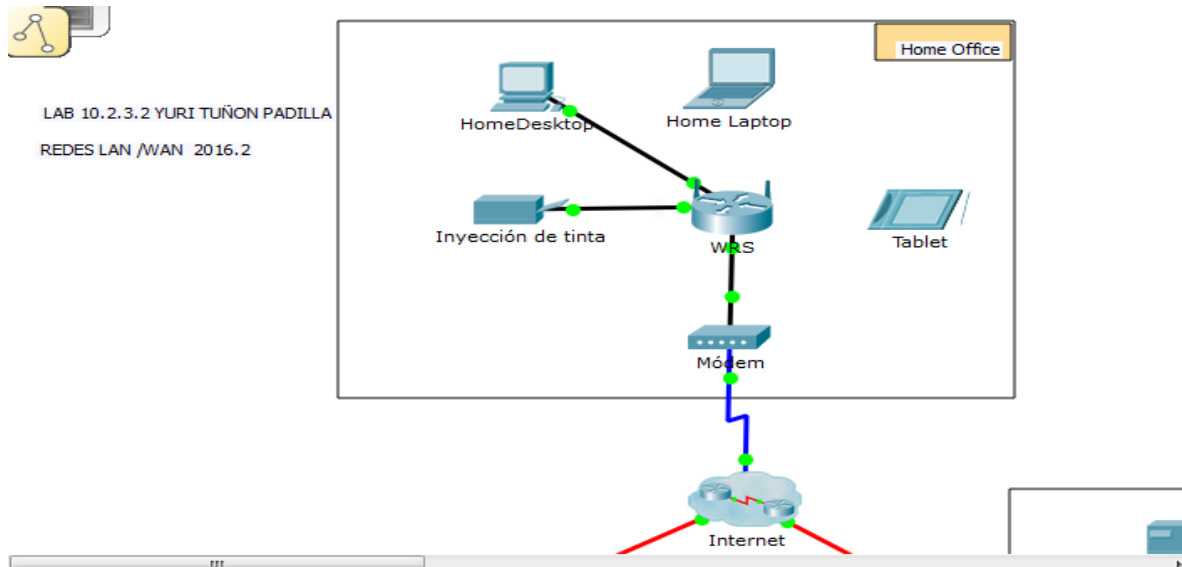 Home Office
LAB 10.2.3.2 YURI TUÑON PADILLA
REDES LAN /WAN 2016.2
HomeDesktop
Home Laptop
Inyección de tinta
WRS
Tablet
Módem
Internet